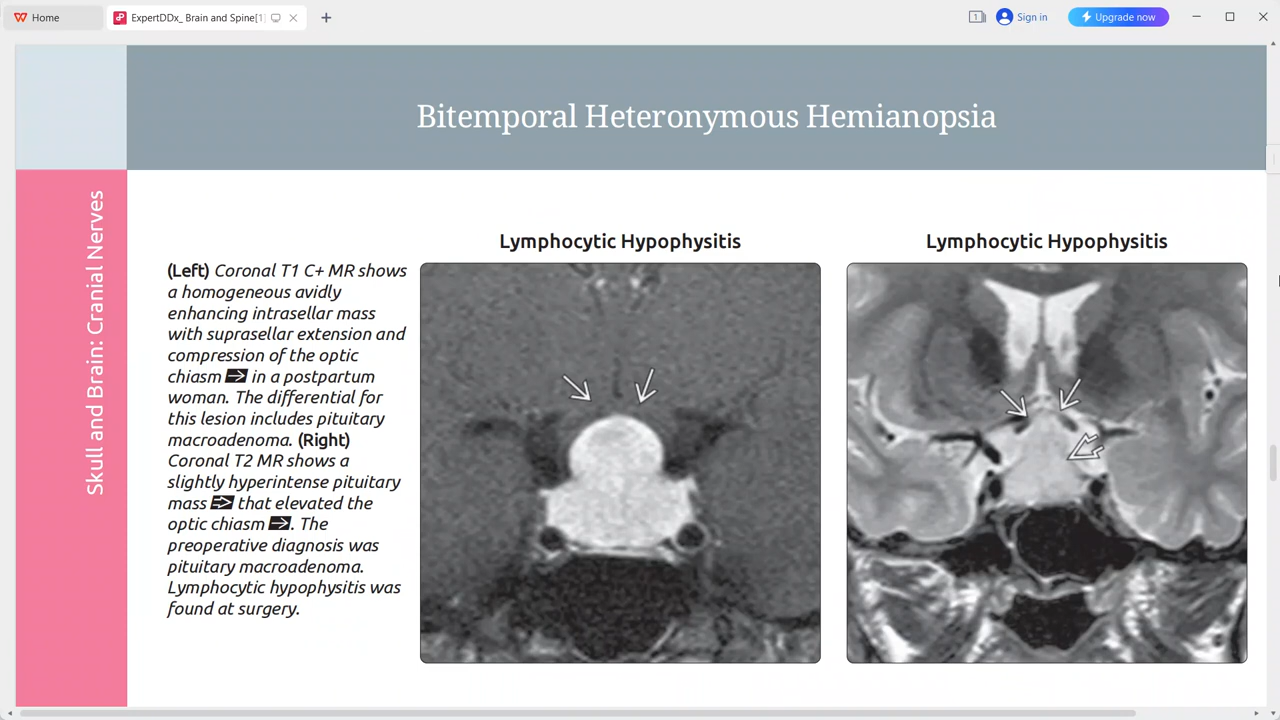 Home
ExpertDDx_ Brain and Spine[1]
1
Sign in
Upgrade now
Bitemporal Heteronymous Hemianopsia
Skull and Brain: Cranial Nerves
Lymphocytic Hypophysitis
Lymphocytic Hypophysitis
(Left) Coronal T1 C+ MR shows
a homogeneous avidly
enhancing intrasellar mass
with suprasellar extension and
compression of the optic
chiasm in a postpartum
woman. The differential for
this lesion includes pituitary
macroadenoma. (Right)
Coronal T2 MR shows a
slightly hyperintense pituitary
mass that elevated the
optic chiasm . The
preoperative diagnosis was
pituitary macroadenoma.
Lymphocytic hypophysitis was
found at surgery.